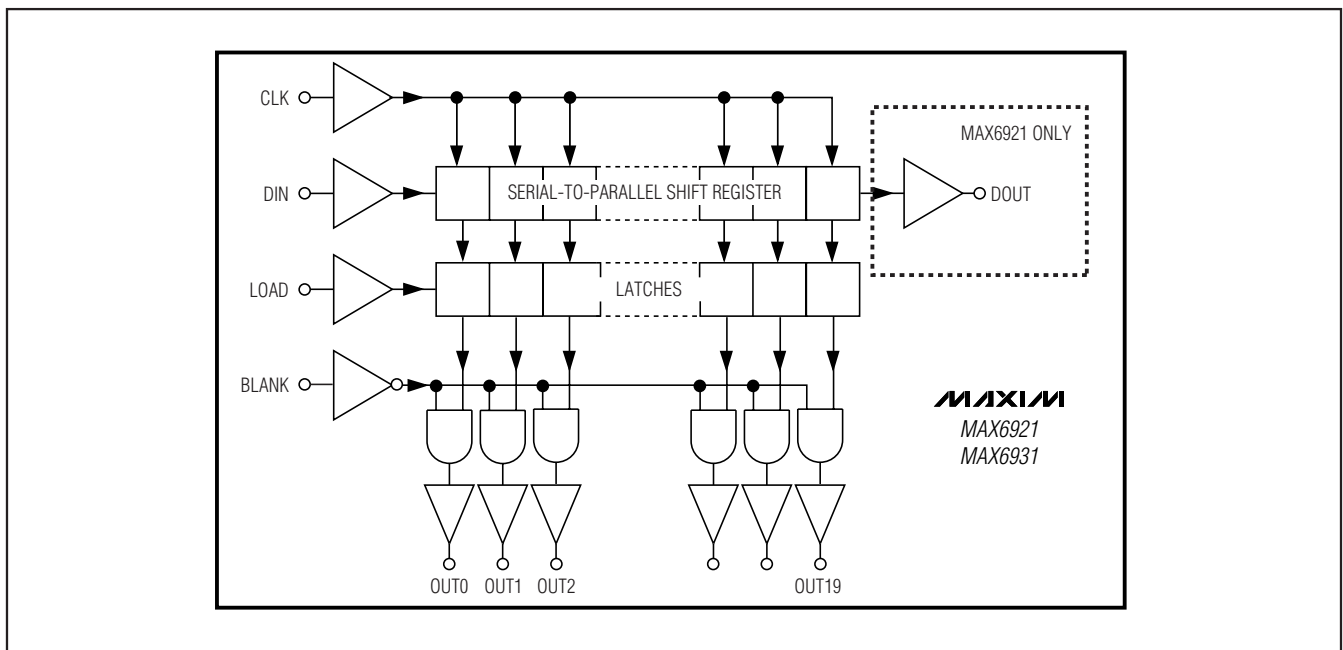 CLK
MAX6921 ONLY
DIN
SERIAL-TO-PARALLEL SHIFT REGISTER
DOUT
LOAD
LATCHES
BLANK
MAXIM
MAX6921
MAX6931
OUT0
OUT1
OUT2
OUT19